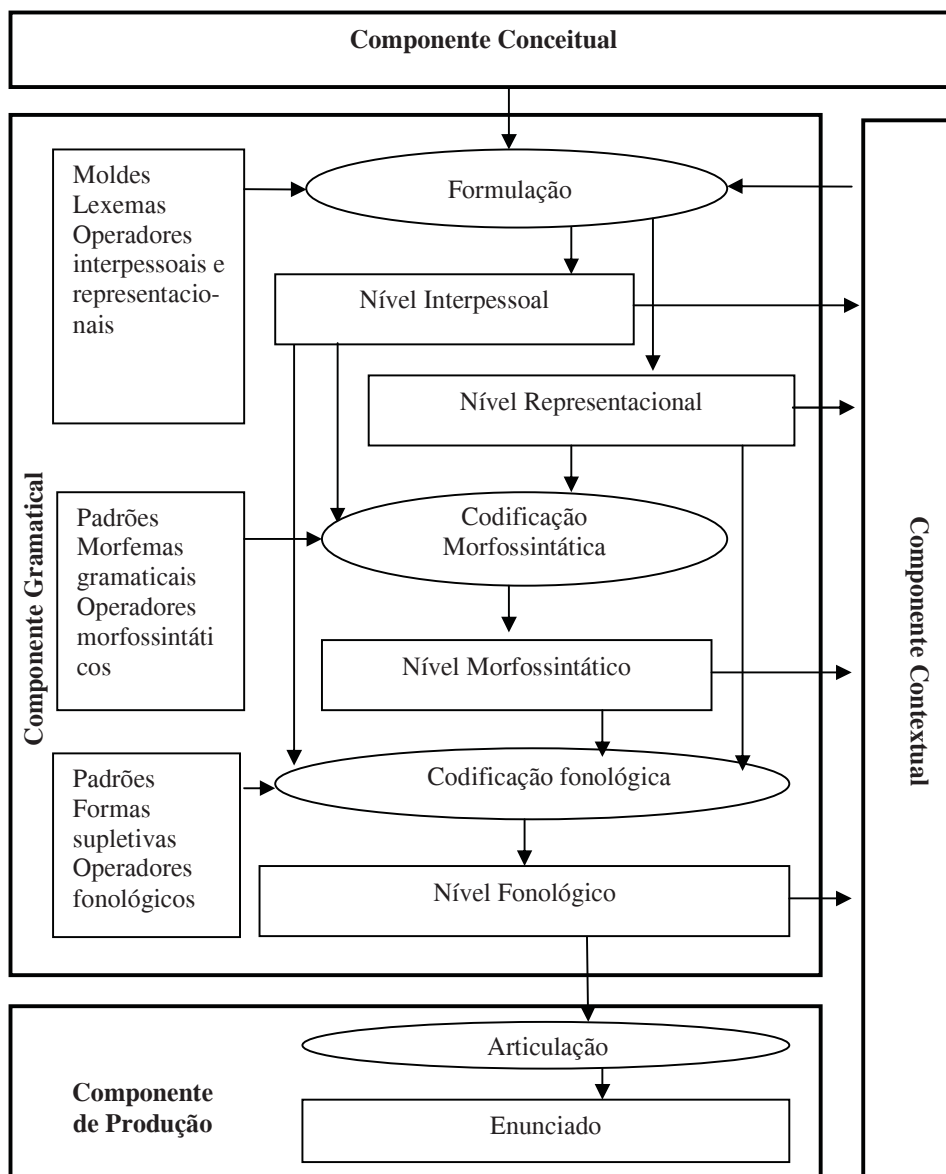 Componente Conceitual
Moldes
Lexemas
Operadores
interpessoais e
representacio-
nais
Formulação
Nível Interpessoal
Nível Representacional
Componente Gramatical
Padrões
Morfemas
gramaticais
Operadores
morfossintáti
cos
Codificação
Morfossintática
Nível Morfossintático
Componente Contextual
Padrões
Formas
supletivas
Operadores
fonológicos
Codificação fonológica
Nível Fonológico
Componente
de Produção
Articulação
Enunciado